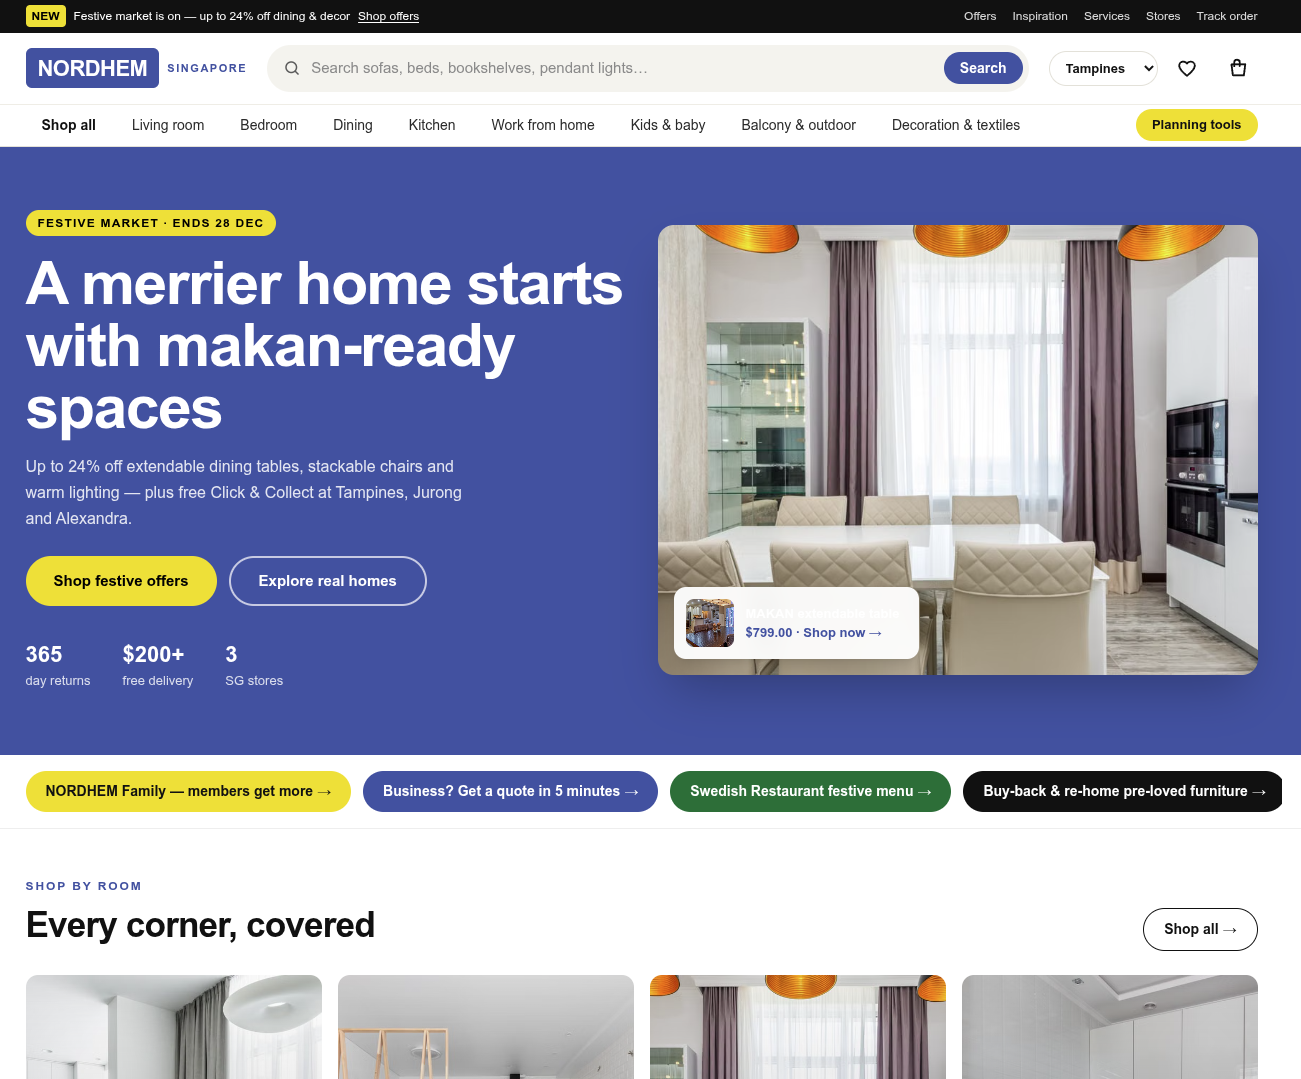 NEW Festive market is on — up to 24% off dining & decor Shop offers
Offers Inspiration Services Stores Track order
NORDHEM SINGAPORE
Search sofas, beds, bookshelves, pendant lights…
Search
Tampines
Shop all Living room Bedroom Dining Kitchen Work from home Kids & baby Balcony & outdoor Decoration & textiles Planning tools
FESTIVE MARKET · ENDS 28 DEC
A merrier home starts
with makan-ready
spaces
Up to 24% off extendable dining tables, stackable chairs and
warm lighting — plus free Click & Collect at Tampines, Jurong
and Alexandra.
Shop festive offers Explore real homes
365 $200+ 3
day returns free delivery SG stores
MAKAN extendable table
$799.00 · Shop now →
NORDHEM Family — members get more → Business? Get a quote in 5 minutes → Swedish Restaurant festive menu → Buy-back & re-home pre-loved furniture →
SHOP BY ROOM
Every corner, covered
Shop all →